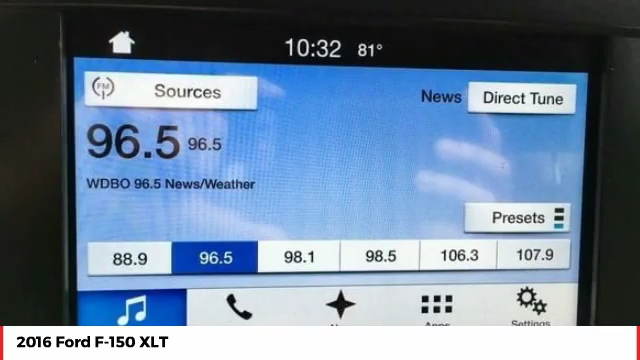 10:32 81°
FM Sources
News Direct Tune
96.5 96.5
WDBO 96.5 News/Weather
Presets
88.9 96.5 98.1 98.5 106.3 107.9
Apps Settings
2016 Ford F-150 XLT